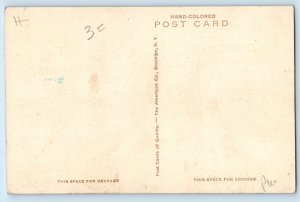 H
3=
HAND-COLORED
POST CARD
Post Cards of Quality. — The Albertype Co., Brooklyn, N. Y.
THIS SPACE FOR MESSAGE
THIS SPACE FOR ADDRESS